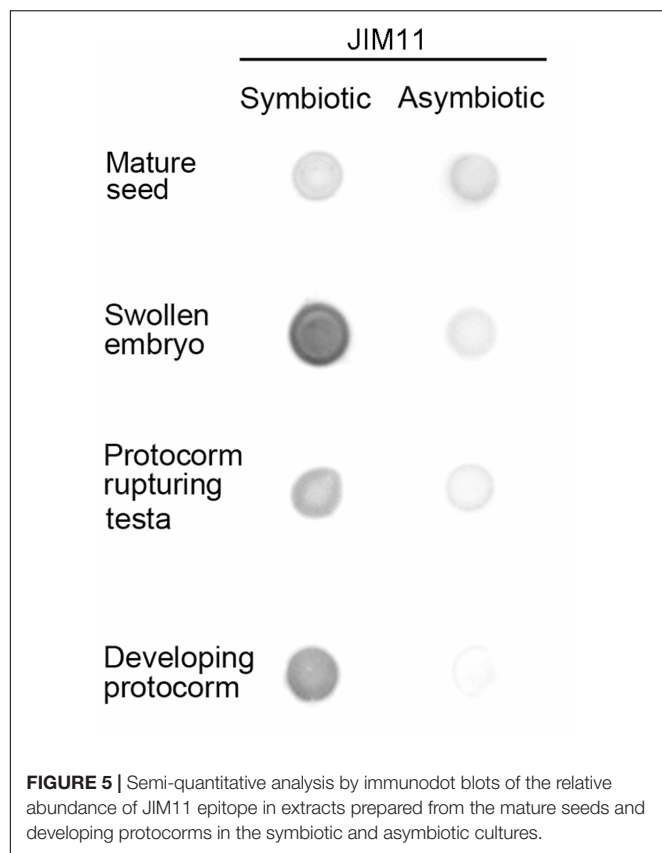 JIM11
Symbiotic Asymbiotic
Mature
seed
Swollen
embryo
Protocorm
rupturing
testa
Developing
protocorm
FIGURE 5 | Semi-quantitative analysis by immunodot blots of the relative
abundance of JIM11 epitope in extracts prepared from the mature seeds and
developing protocorms in the symbiotic and asymbiotic cultures.